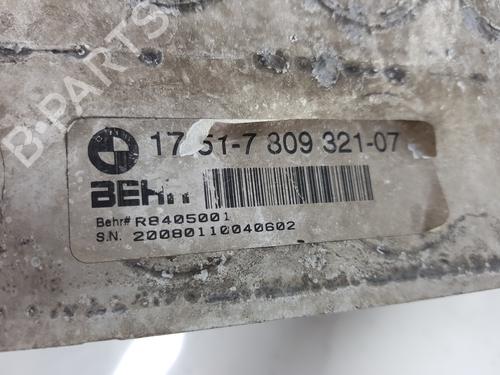 17 51-7 809 321-07
BEHR
Behr# R8405001
S.N. 20080110040602
B-Parts